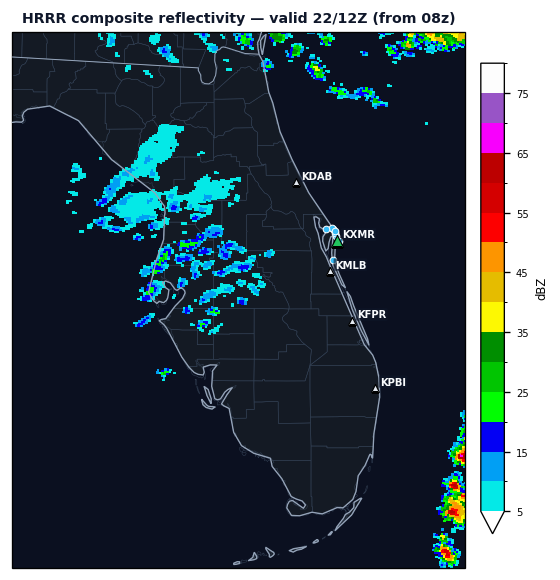 HRRR composite reflectivity — valid 22/12Z (from 08z)
KDAB
KXMR
KMLB
KFPR
KPBI
75
65
55
45
35
25
15
5
dBZ